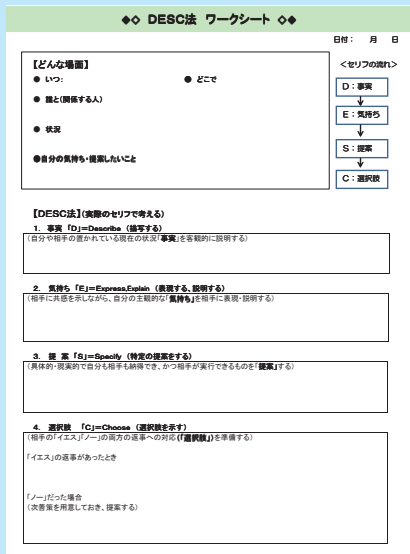 ◆◇ DESC法 ワークシート ◇◆
日付： 月 日
【どんな場面】
● いつ： ● どこで
● 誰と(関係する人)
● 状況
●自分の気持ち・提案したいこと
＜セリフの流れ＞
D：事実
E：気持ち
S：提案
C：選択肢
【DESC法】(実際のセリフで考える)
1. 事実 「D」=Describe （描写する）
(自分や相手の置かれている現在の状況「事実」を客観的に説明する)
2. 気持ち 「E」=Express,Explain （表現する、説明する）
(相手に共感を示しながら、自分の主観的な「気持ち」を相手に表現・説明する)
3. 提 案 「S」=Specify （特定の提案をする）
(具体的・現実的で自分も相手も納得でき、かつ相手が実行できるものを「提案」する)
4. 選択肢 「C」=Choose （選択肢を示す）
(相手の「イエス」「ノー」の両方の返事への対応(「選択肢」)を準備する)
「イエス」の返事があったとき
「ノー」だった場合
(次善策を用意しておき、提案する)